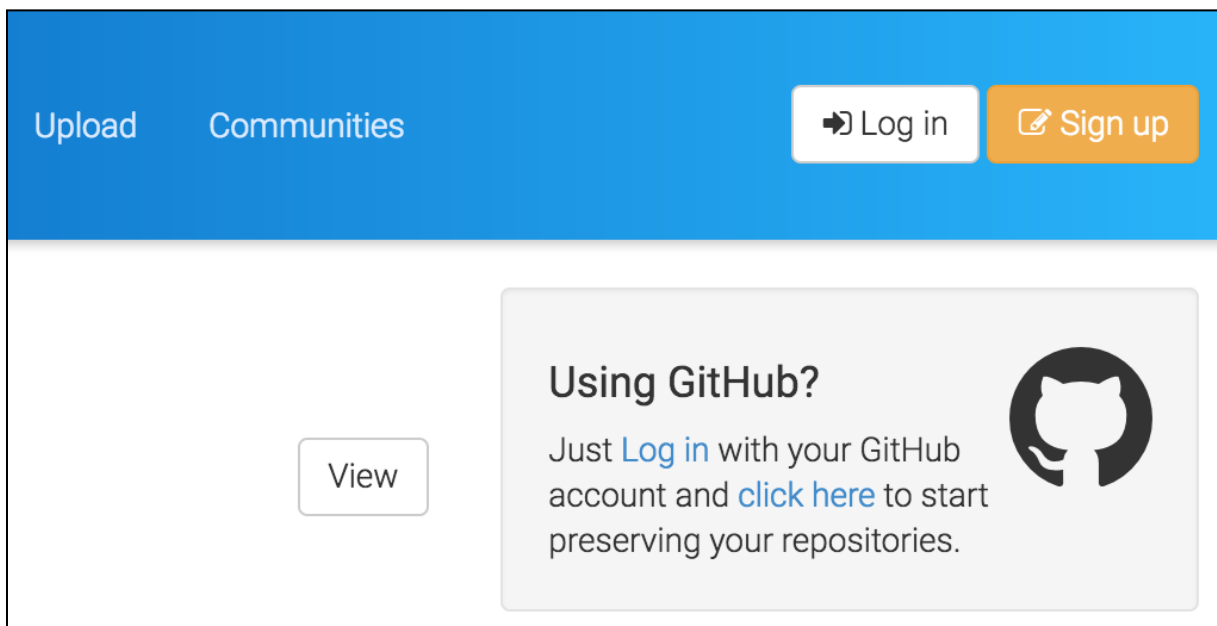 Upload Communities Log in Sign up
Using GitHub?
Just Log in with your GitHub
account and click here to start
preserving your repositories.
View